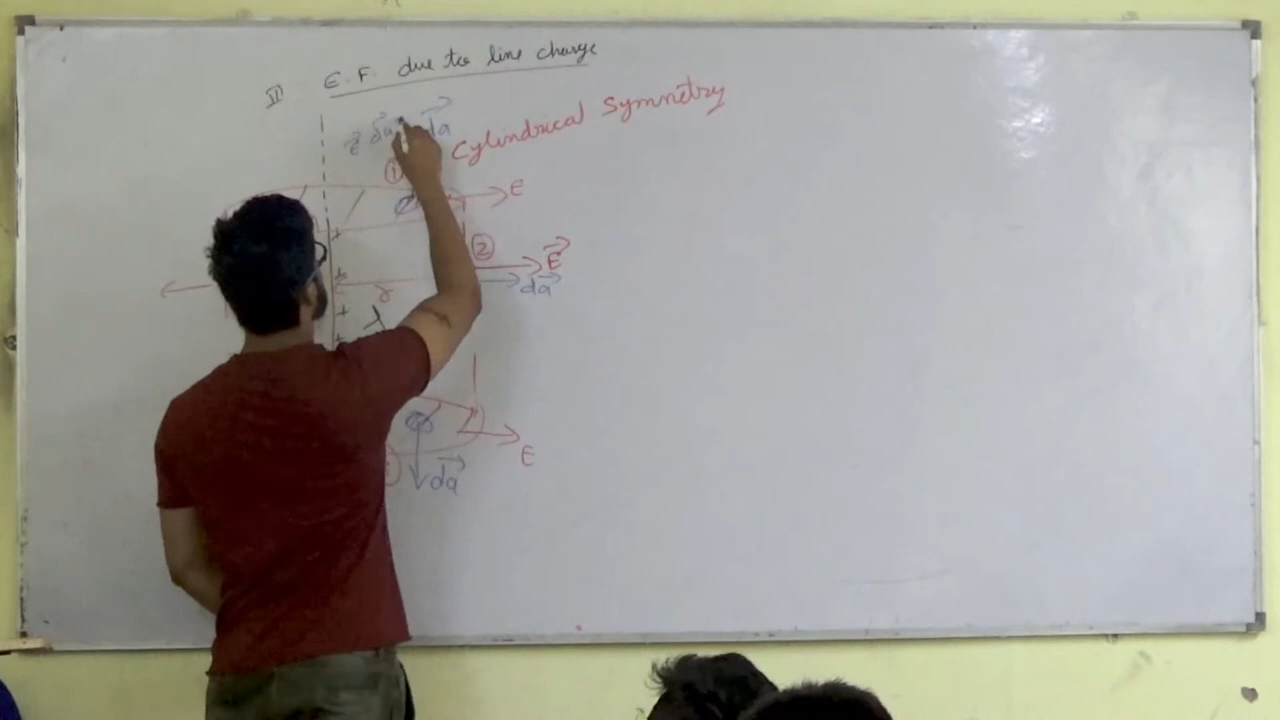 II E.F. due to line charge
Cylindrical Symmetry
da
①
E
②
E
da
r
λ
E
da